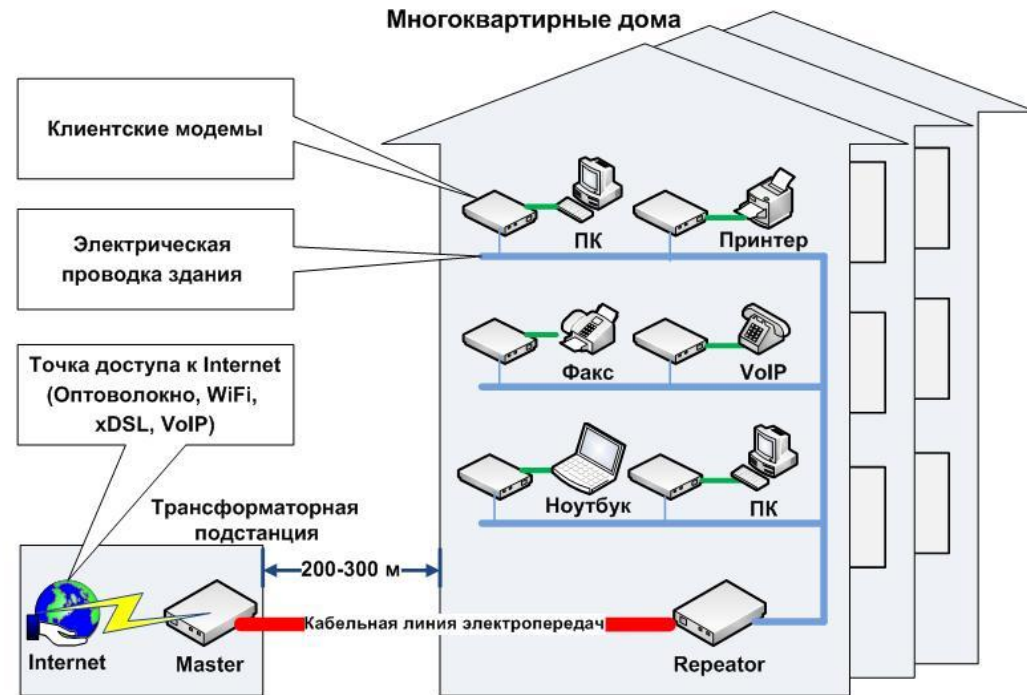 Многоквартирные дома
Клиентские модемы
ПК
Принтер
Электрическая
проводка здания
Факс
VoIP
Точка доступа к Internet
(Оптоволокно, WiFi,
xDSL, VoIP)
Ноутбук
ПК
Трансформаторная
подстанция
200-300 м
Кабельная линия электропередач
Internet
Master
Repeator